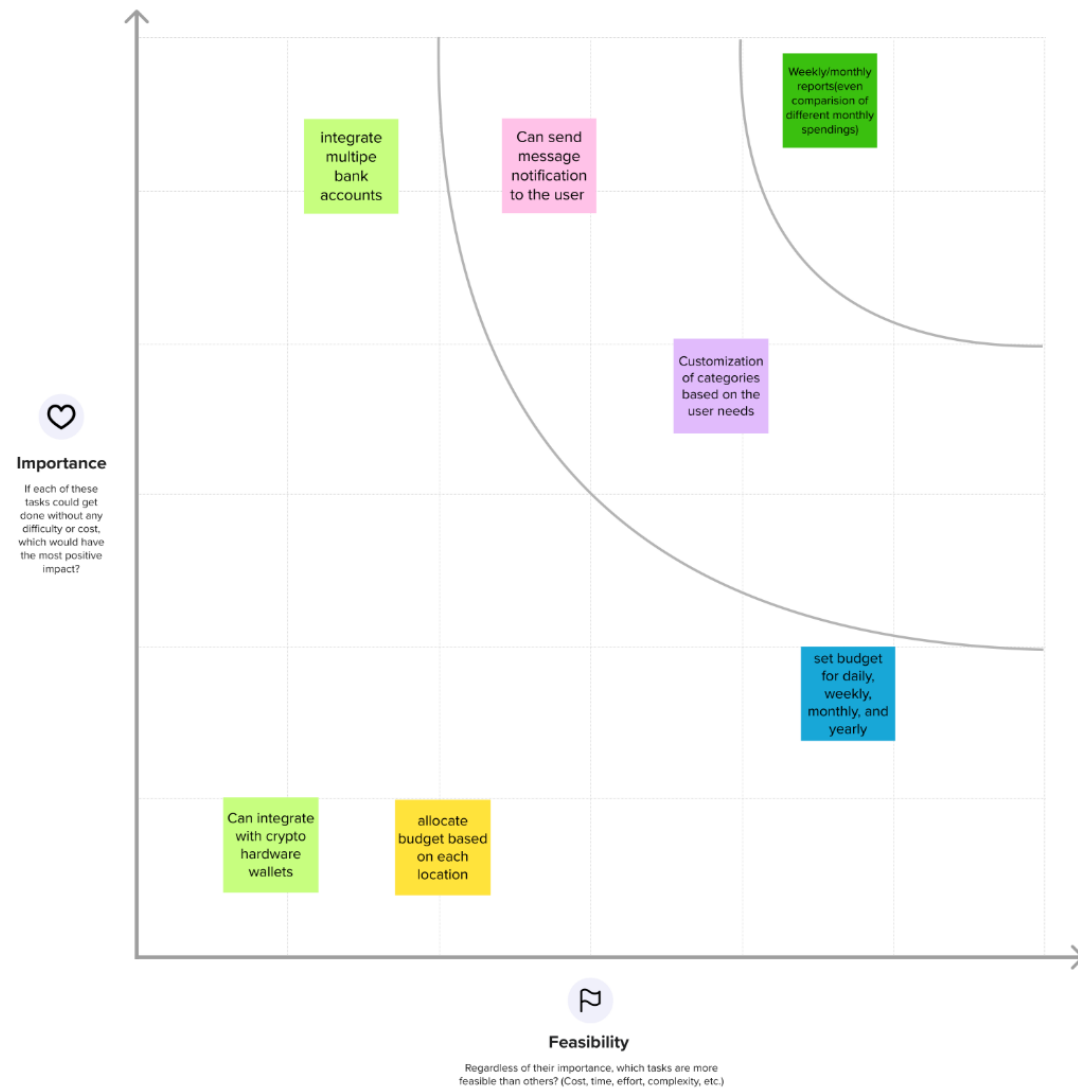 Weekly/monthly
reports(even
comparision of
different monthly
spendings)
integrate
multipe
bank
accounts
Can send
message
notification
to the user
Customization
of categories
based on the
user needs
Importance
If each of these
tasks could get
done without any
difficulty or cost,
which would have
the most positive
impact?
set budget
for daily,
weekly,
monthly, and
yearly
Can integrate
with crypto
hardware
wallets
allocate
budget based
on each
location
Feasibility
Regardless of their importance, which tasks are more
feasible than others? (Cost, time, effort, complexity, etc.)